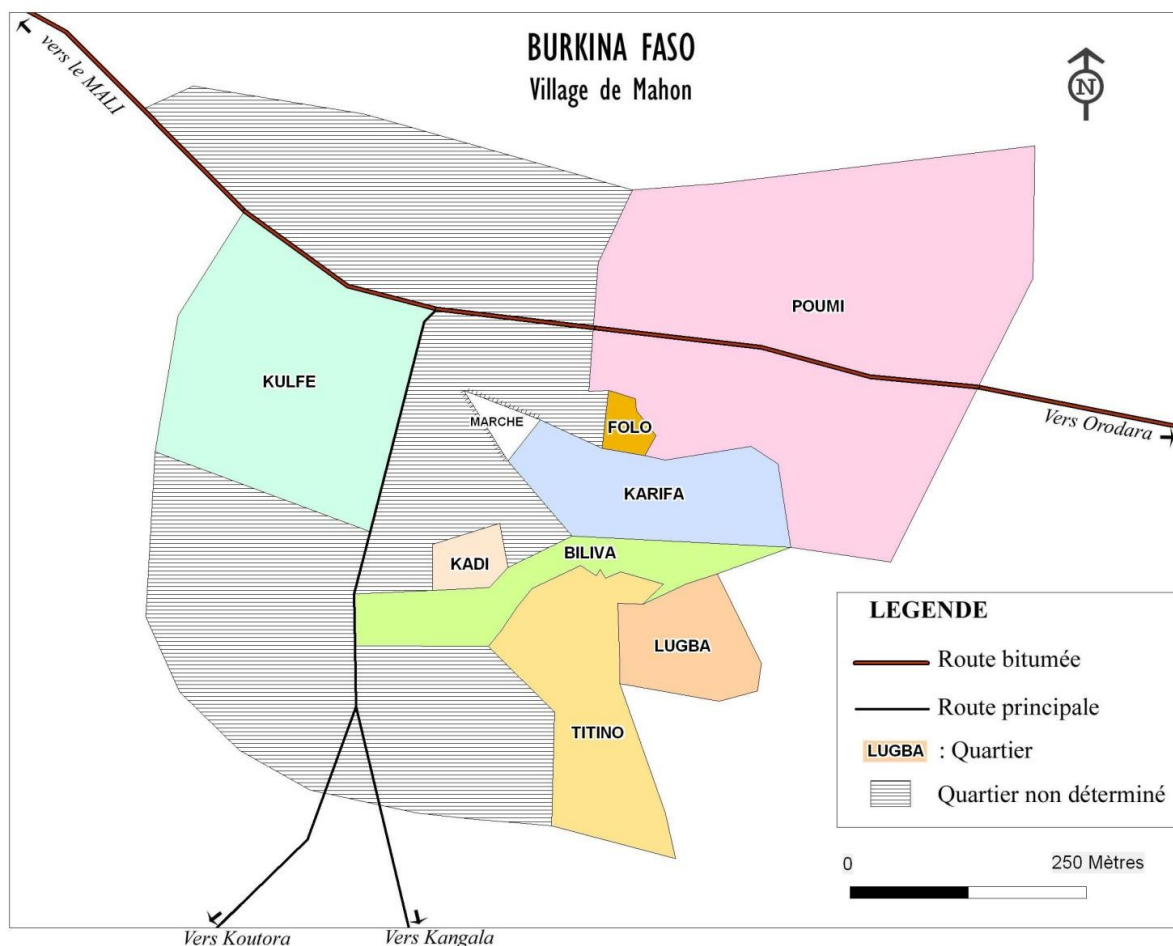 BURKINA FASO
Village de Mahon
N
vers le MALI
POUMI
KULFE
MARCHE
FOLO
Vers Orodara
KARIFA
BILIVA
KADI
LUGBA
TITINO
LEGENDE
Route bitumée
Route principale
LUGBA : Quartier
Quartier non déterminé
0 250 Mètres
Vers Koutora
Vers Kangala